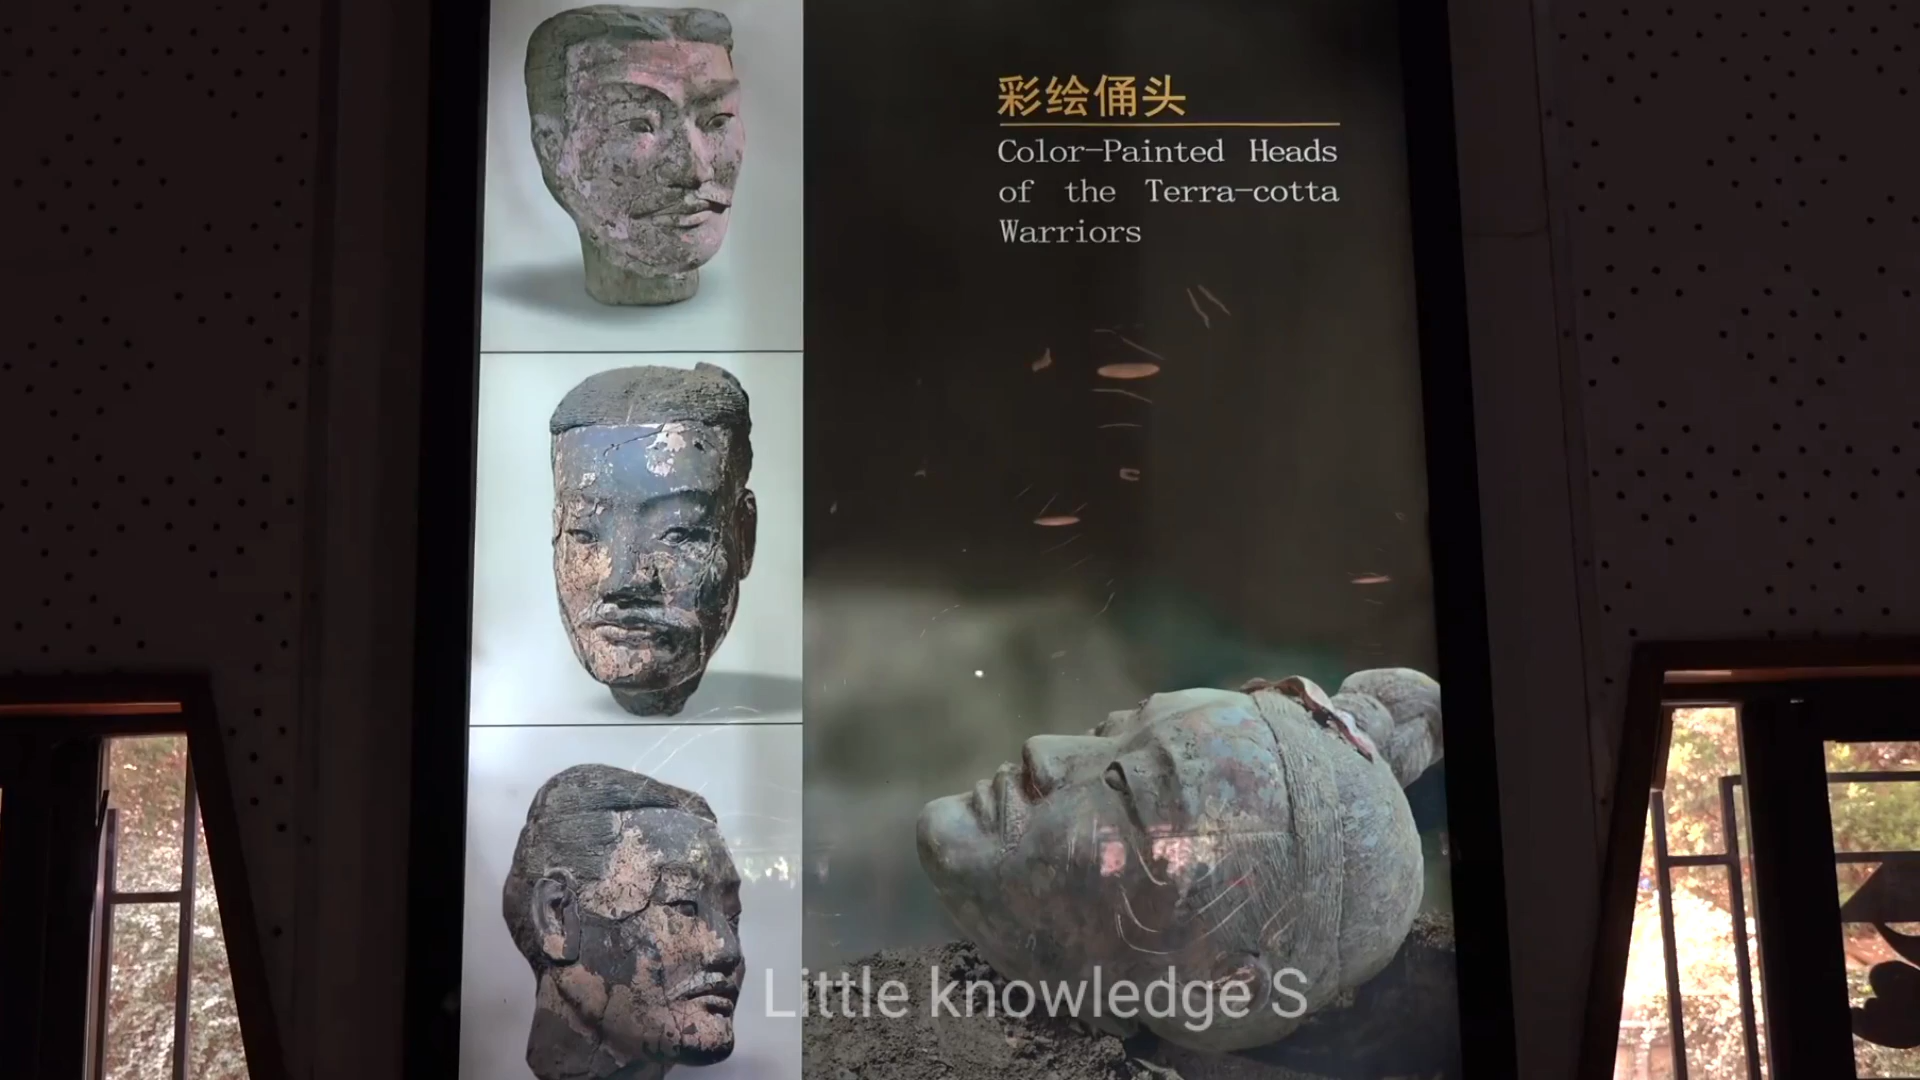 彩绘俑头
Color-Painted Heads
of the Terra-cotta
Warriors
Little knowledge S